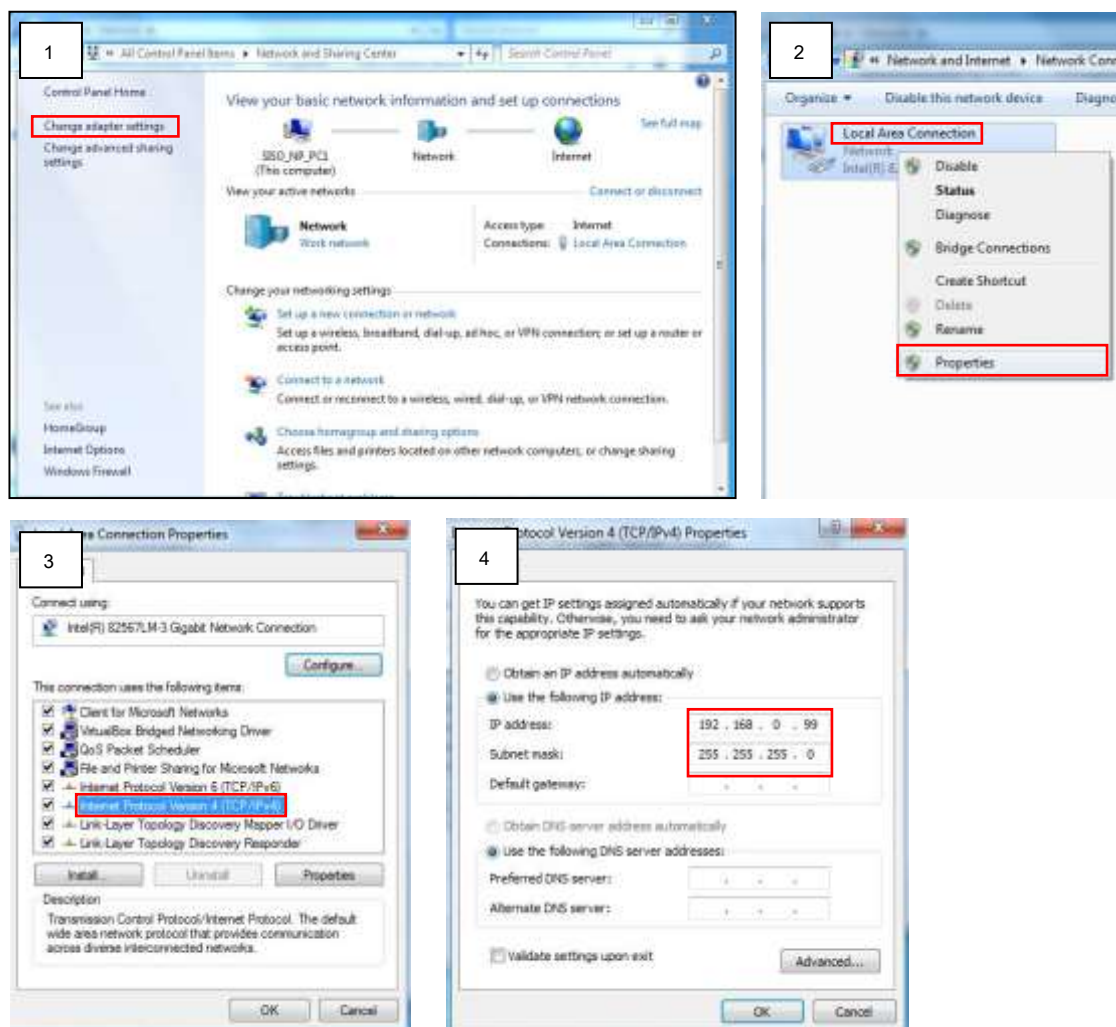 1
All Control Panel Items ▸ Network and Sharing Center
Search Control Panel
Control Panel Home
Change adapter settings
Change advanced sharing
settings
See also
HomeGroup
Internet Options
Windows Firewall
View your basic network information and set up connections
See full map
SISO_NP_PC1
(This computer)
Network
Internet
View your active networks
Connect or disconnect
Network
Work network
Access type: Internet
Connections: Local Area Connection
Change your networking settings
Set up a new connection or network
Set up a wireless, broadband, dial-up, ad hoc, or VPN connection; or set up a router or
access point.
Connect to a network
Connect or reconnect to a wireless, wired, dial-up, or VPN network connection.
Choose homegroup and sharing options
Access files and printers located on other network computers, or change sharing
settings.
2
Network and Internet ▸ Network Conn
Organize
Disable this network device
Diagno
Local Area Connection
Network
Intel(R) 8
Disable
Status
Diagnose
Bridge Connections
Create Shortcut
Delete
Rename
Properties
3
Connection Properties
Connect using:
Intel(R) 82567LM-3 Gigabit Network Connection
Configure...
This connection uses the following items:
Client for Microsoft Networks
VirtualBox Bridged Networking Driver
QoS Packet Scheduler
File and Printer Sharing for Microsoft Networks
Internet Protocol Version 6 (TCP/IPv6)
Internet Protocol Version 4 (TCP/IPv4)
Link-Layer Topology Discovery Mapper I/O Driver
Link-Layer Topology Discovery Responder
Install...
Uninstall
Properties
Description
Transmission Control Protocol/Internet Protocol. The default
wide area network protocol that provides communication
across diverse interconnected networks.
OK
Cancel
4
otocol Version 4 (TCP/IPv4) Properties
You can get IP settings assigned automatically if your network supports
this capability. Otherwise, you need to ask your network administrator
for the appropriate IP settings.
Obtain an IP address automatically
Use the following IP address:
IP address: 192 . 168 . 0 . 99
Subnet mask: 255 . 255 . 255 . 0
Default gateway:
Obtain DNS server address automatically
Use the following DNS server addresses:
Preferred DNS server:
Alternate DNS server:
Validate settings upon exit
Advanced...
OK
Cancel